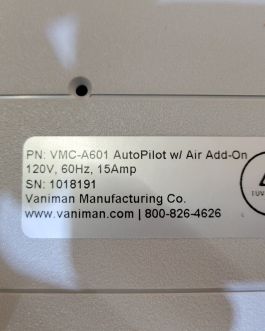 PN: VMC-A601 AutoPilot w/ Air Add-On
120V, 60Hz, 15Amp
SN: 1018191
Vaniman Manufacturing Co.
www.vaniman.com | 800-826-4626